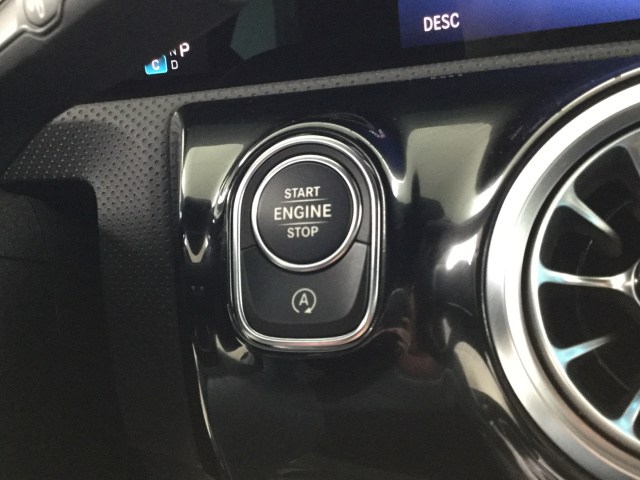 DESC
N P
C D
START
ENGINE
STOP
A